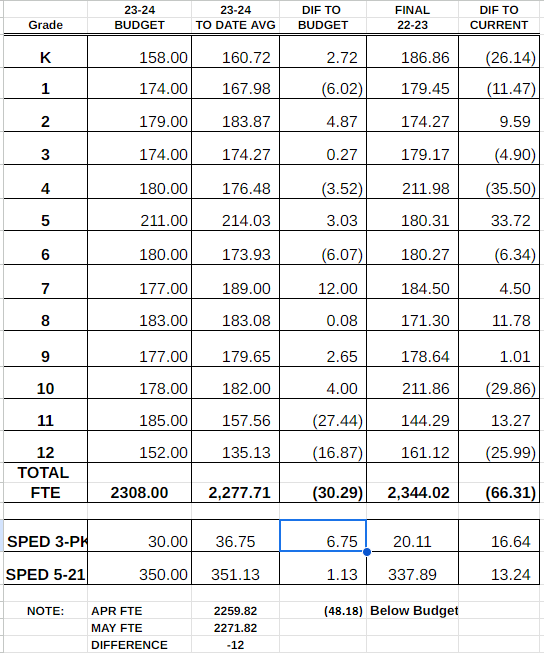 23-24 23-24 DIF TO FINAL DIF TO
Grade BUDGET TO DATE AVG BUDGET 22-23 CURRENT
K 158.00 160.72 2.72 186.86 (26.14)
1 174.00 167.98 (6.02) 179.45 (11.47)
2 179.00 183.87 4.87 174.27 9.59
3 174.00 174.27 0.27 179.17 (4.90)
4 180.00 176.48 (3.52) 211.98 (35.50)
5 211.00 214.03 3.03 180.31 33.72
6 180.00 173.93 (6.07) 180.27 (6.34)
7 177.00 189.00 12.00 184.50 4.50
8 183.00 183.08 0.08 171.30 11.78
9 177.00 179.65 2.65 178.64 1.01
10 178.00 182.00 4.00 211.86 (29.86)
11 185.00 157.56 (27.44) 144.29 13.27
12 152.00 135.13 (16.87) 161.12 (25.99)
TOTAL
FTE 2308.00 2,277.71 (30.29) 2,344.02 (66.31)
SPED 3-PK 30.00 36.75 6.75 20.11 16.64
SPED 5-21 350.00 351.13 1.13 337.89 13.24
NOTE: APR FTE 2259.82 (48.18) Below Budget
MAY FTE 2271.82
DIFFERENCE -12